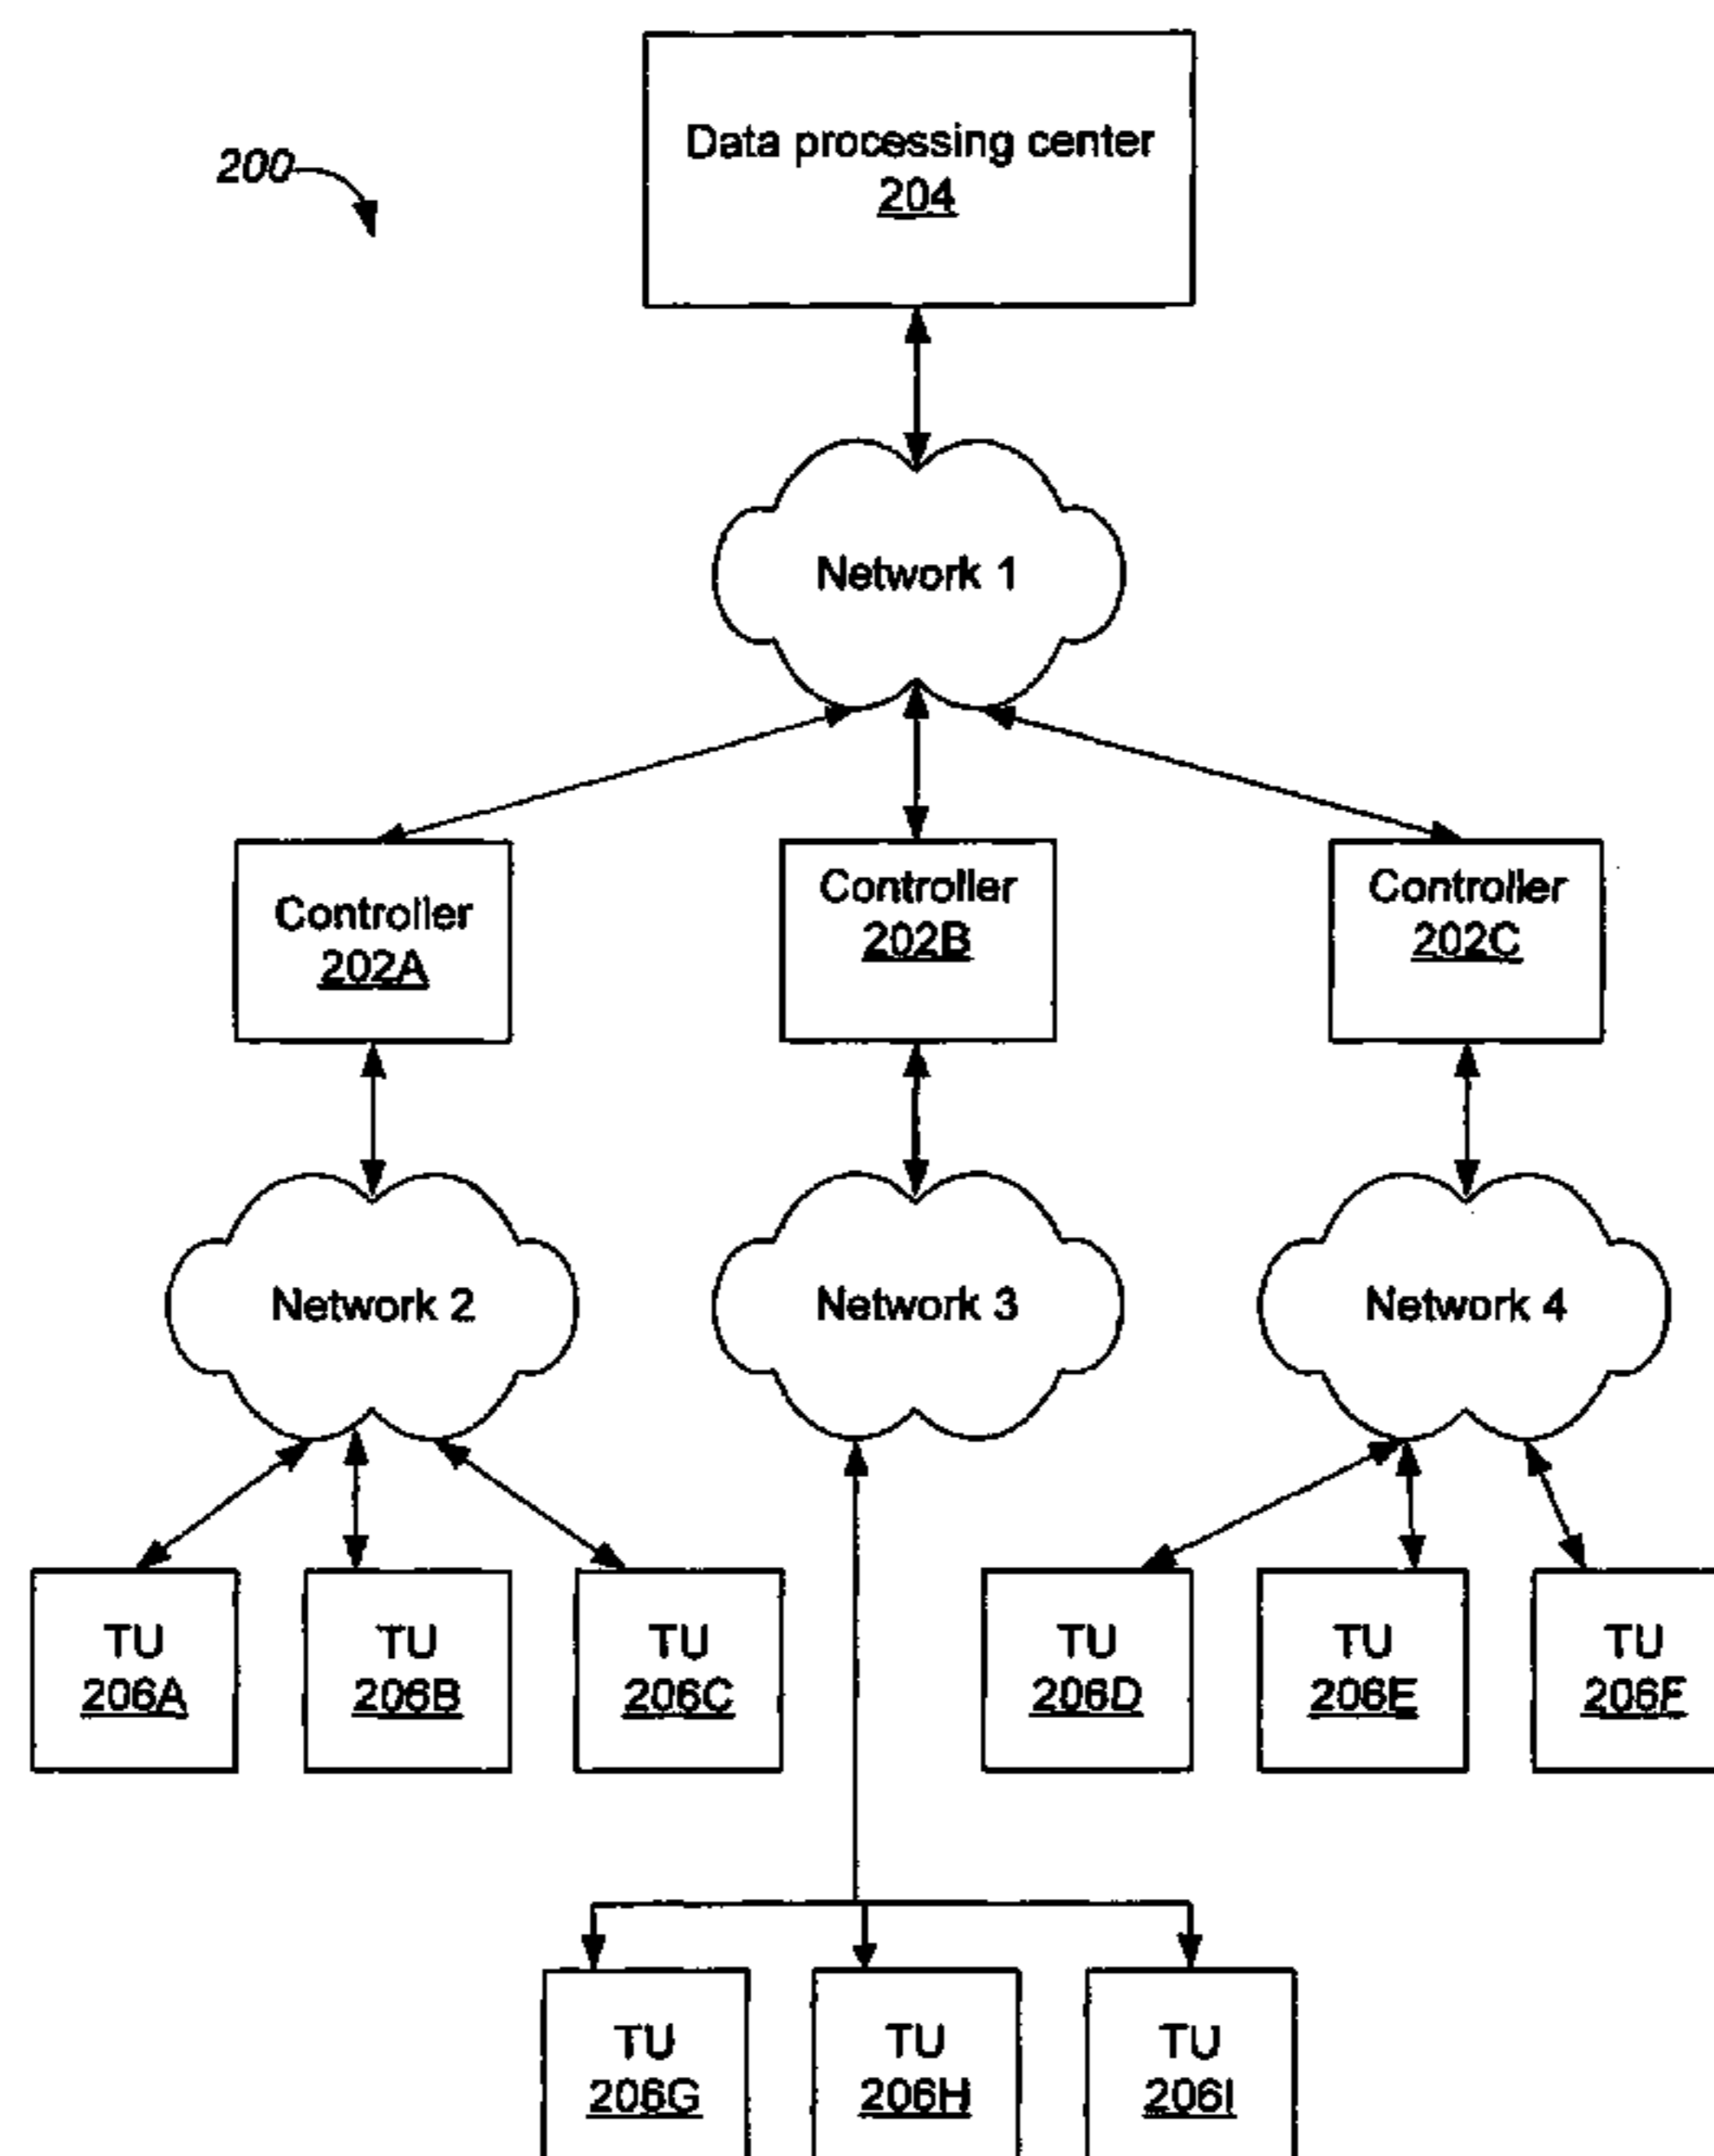 200
Data processing center
204
Network 1
Controller
202A
Controller
202B
Controller
202C
Network 2
Network 3
Network 4
TU
206A
TU
206B
TU
206C
TU
206D
TU
206E
TU
206F
TU
206G
TU
206H
TU
206I